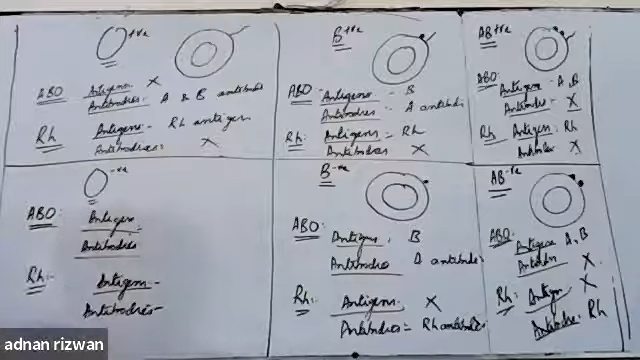 O +ve
ABO Antigens X
Antibodies - A & B antibodies
Rh Antigens - Rh antigen
Antibodies X
B +ve
ABO: Antigens - B
Antibodies - A antibodies
Rh: Antigens - Rh
Antibodies X
AB +ve
ABO: Antigens - A, B
Antibodies - X
Rh Antigens: Rh
Antibodies X
O -ve
ABO: Antigens
Antibodies
Rh:- Antigens -
Antibodies -
B -ve
ABO: Antigens: B
Antibodies A antibodies
Rh: Antigens X
Antibodies = Rh antibodies
AB -ve
ABO: Antigens A, B
Antibodies X.
Rh: Antigen X
Antibodies: Rh
adnan rizwan